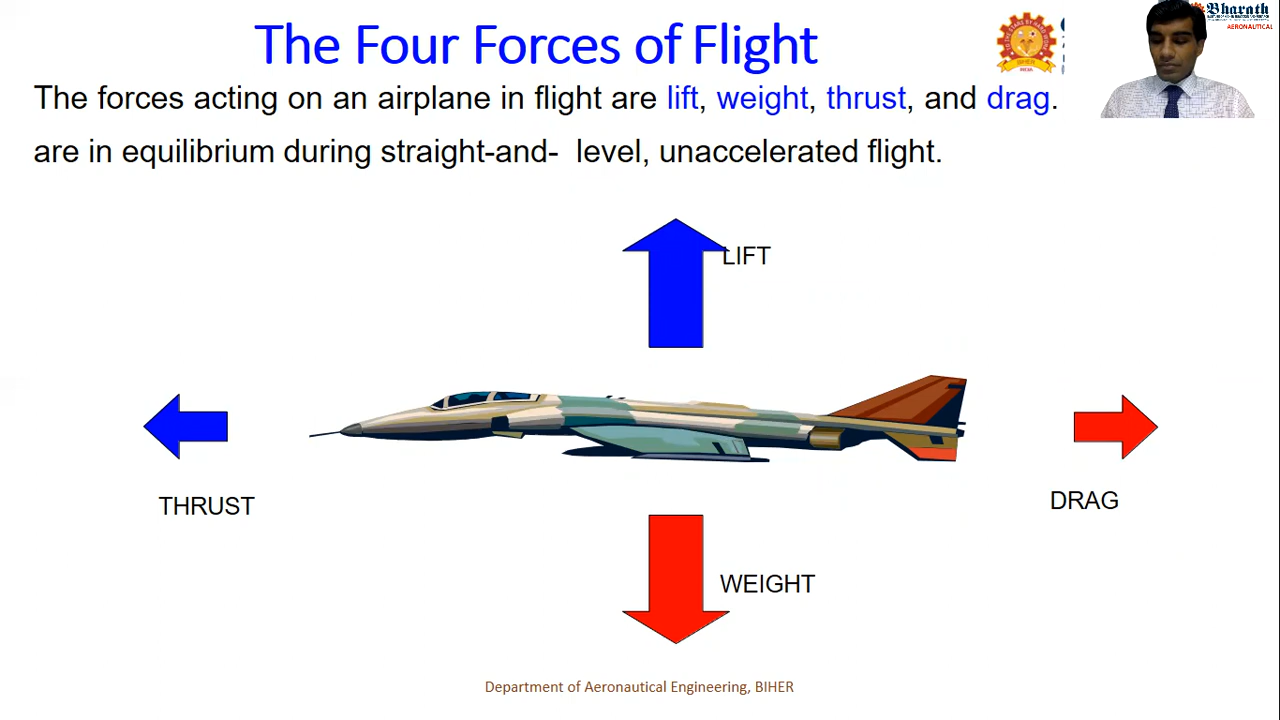 The Four Forces of Flight
Bharath
AERONAUTICAL
BIHER
The forces acting on an airplane in flight are lift, weight, thrust, and drag.
are in equilibrium during straight-and- level, unaccelerated flight.
LIFT
THRUST
DRAG
WEIGHT
Department of Aeronautical Engineering, BIHER